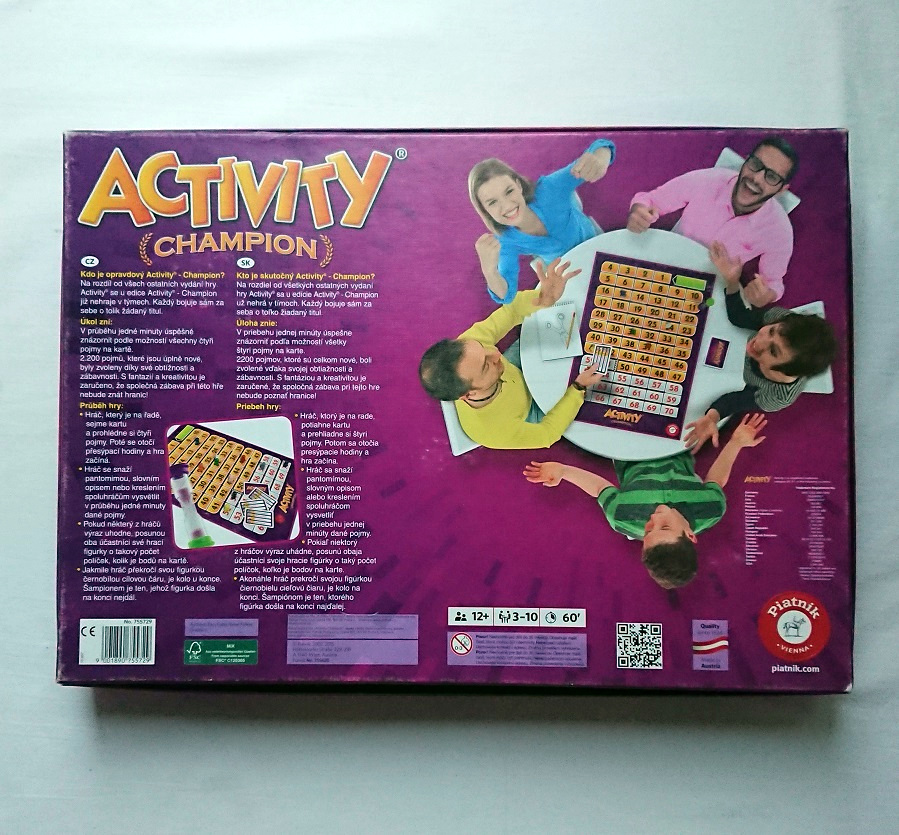 ACTIVITY®
CHAMPION
CZ
Kdo je opravdový Activity® - Champion?
Na rozdíl od všech ostatních vydání hry
Activity® se u edice Activity® - Champion
již nehraje v týmech. Každý bojuje sám za
sebe o tolik žádaný titul.
Úkol zní:
V průběhu jedné minuty úspěšně
znázornit podle možností všechny čtyři
pojmy na kartě.
2.200 pojmů, které jsou úplně nové,
byly zvoleny díky své obtížnosti a
zábavnosti. S fantazií a kreativitou je
zaručeno, že společná zábava při této hře
nebude znát hranic!
Průběh hry:
• Hráč, který je na řadě,
sejme kartu
a prohlédne si čtyři
pojmy. Poté se otočí
přesýpací hodiny a hra
začíná.
• Hráč se snaží
pantomimou, slovním
opisem nebo kreslením
spoluhráčům vysvětlit
v průběhu jedné minuty
dané pojmy.
• Pokud některý z hráčů
výraz uhodne, posunou
oba účastníci své hrací
figurky o takový počet
políček, kolik je bodů na kartě.
• Jakmile hráč překročí svou figurkou
černobílou cílovou čáru, je kolo u konce.
Šampionem je ten, jehož figurka došla
na konci nejdál.
SK
Kto je skutočný Activity® - Champion?
Na rozdiel od všetkých ostatných vydaní
hry Activity® sa u edície Activity® - Champion
už nehrá v tímoch. Každý bojuje sám za
seba o toľko žiadaný titul.
Úloha znie:
V priebehu jednej minúty úspešne
znázorniť podľa možností všetky
štyri pojmy na karte.
2200 pojmov, ktoré sú celkom nové, boli
zvolené vďaka svojej obtiažnosti a
zábavnosti. S fantáziou a kreativitou je
zaručené, že spoločná zábava pri tejto hre
nebude poznať hranice!
Priebeh hry:
• Hráč, ktorý je na rade,
potiahne kartu
a prehliadne si štyri
pojmy. Potom sa otočia
presýpacie hodiny a
hra začína.
• Hráč sa snaží
pantomímou,
slovným opisom
alebo kreslením
spoluhráčom
vysvetliť
v priebehu jednej
minúty dané pojmy.
• Pokiaľ niektorý
z hráčov výraz uhádne, posunú obaja
účastníci svoje hracie figurky o taký počet
políčok, koľko je bodov na karte.
• Akonáhle hráč prekročí svojou figúrkou
čiernobielu cieľovú čiaru, je kolo na
konci. Šampiónom je ten, ktorého
figúrka došla na konci najďalej.
ACTIVITY
ACTIVITY
ACTIVITY
CE
No. 755729
9 001890 755729
FSC
MIX
FSC® C120369
12+ 3–10 60'
0-3
Quality
Made in
Austria
Piatnik
• VIENNA •
piatnik.com